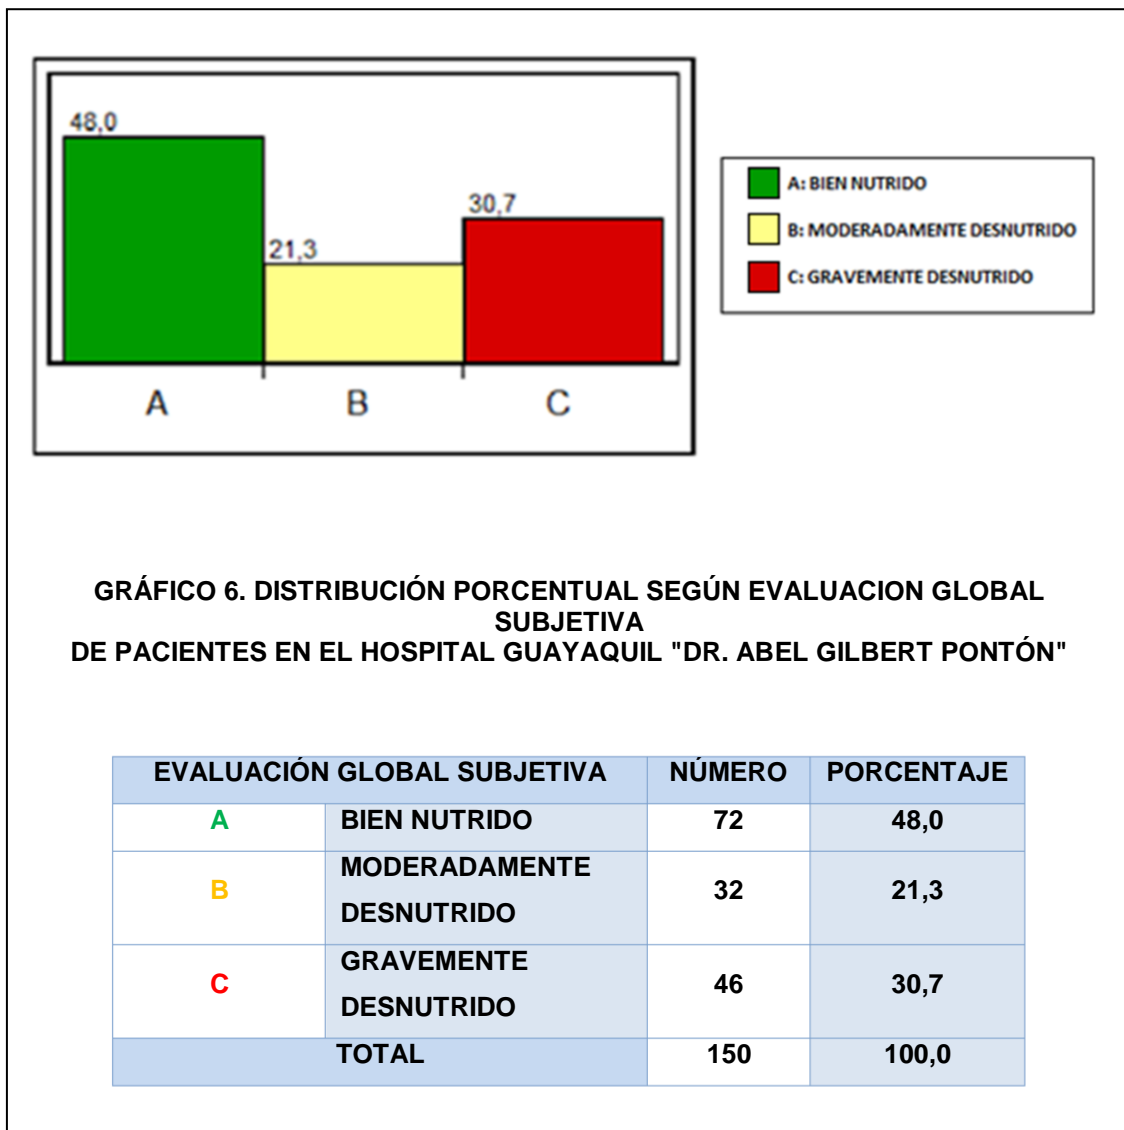 48,0
21,3
30,7
A B C
A: BIEN NUTRIDO
B: MODERADAMENTE DESNUTRIDO
C: GRAVEMENTE DESNUTRIDO
GRÁFICO 6. DISTRIBUCIÓN PORCENTUAL SEGÚN EVALUACION GLOBAL
SUBJETIVA
DE PACIENTES EN EL HOSPITAL GUAYAQUIL "DR. ABEL GILBERT PONTÓN"
EVALUACIÓN GLOBAL SUBJETIVA NÚMERO PORCENTAJE
A BIEN NUTRIDO 72 48,0
B MODERADAMENTE
DESNUTRIDO 32 21,3
C GRAVEMENTE
DESNUTRIDO 46 30,7
TOTAL 150 100,0